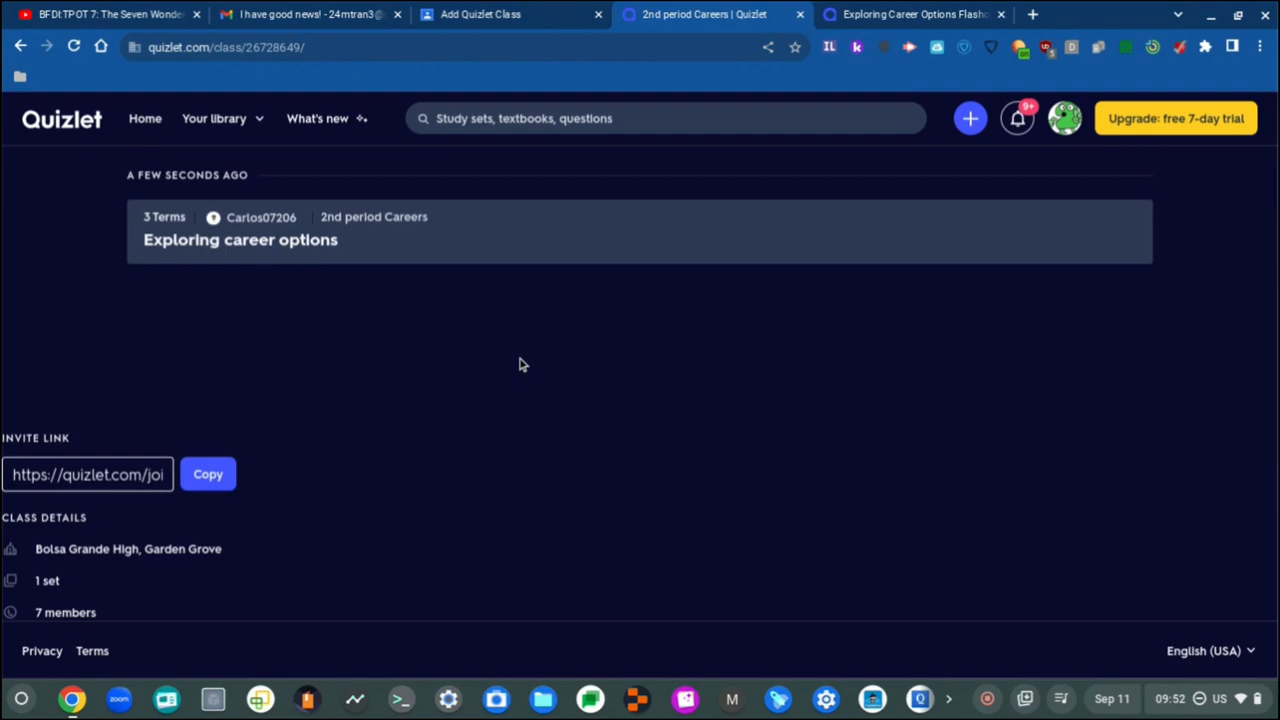 BFDI:TPOT 7: The Seven Wonder
I have good news! - 24mtran3@
Add Quizlet Class
2nd period Careers | Quizlet
Exploring Career Options Flashc
quizlet.com/class/26728649/
Quizlet
Home
Your library
What's new
Study sets, textbooks, questions
9+
Upgrade: free 7-day trial
A FEW SECONDS AGO
3 Terms Carlos07206 2nd period Careers
Exploring career options
INVITE LINK
https://quizlet.com/joi
Copy
CLASS DETAILS
Bolsa Grande High, Garden Grove
1 set
7 members
Privacy Terms
English (USA)
zoom
M
Q
Sep 11
09:52
US